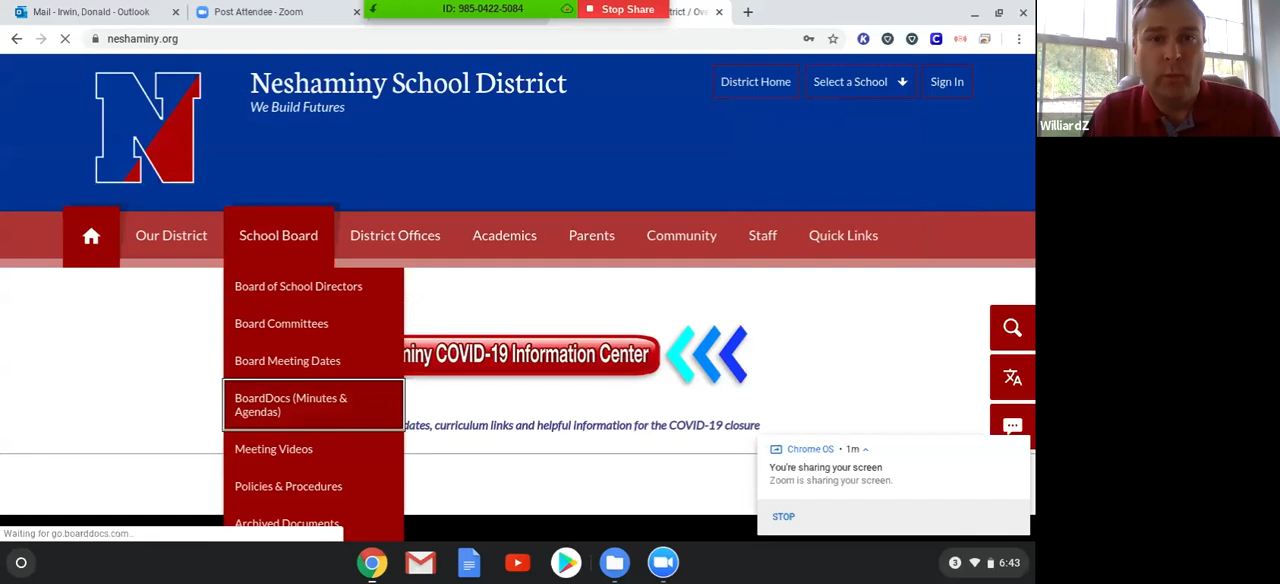 Mail - Irwin, Donald - Outlook
Post Attendee - Zoom
ID: 985-0422-5084
Stop Share
trict / Ove
neshaminy.org
Neshaminy School District
We Build Futures
District Home
Select a School
Sign In
WilliardZ
Our District
School Board
District Offices
Academics
Parents
Community
Staff
Quick Links
Board of School Directors
Board Committees
Board Meeting Dates
BoardDocs (Minutes &
Agendas)
Meeting Videos
Policies & Procedures
Archived Documents
miny COVID-19 Information Center
dates, curriculum links and helpful information for the COVID-19 closure
Chrome OS • 1m
You're sharing your screen
Zoom is sharing your screen.
STOP
Waiting for go.boarddocs.com...
3
6:43